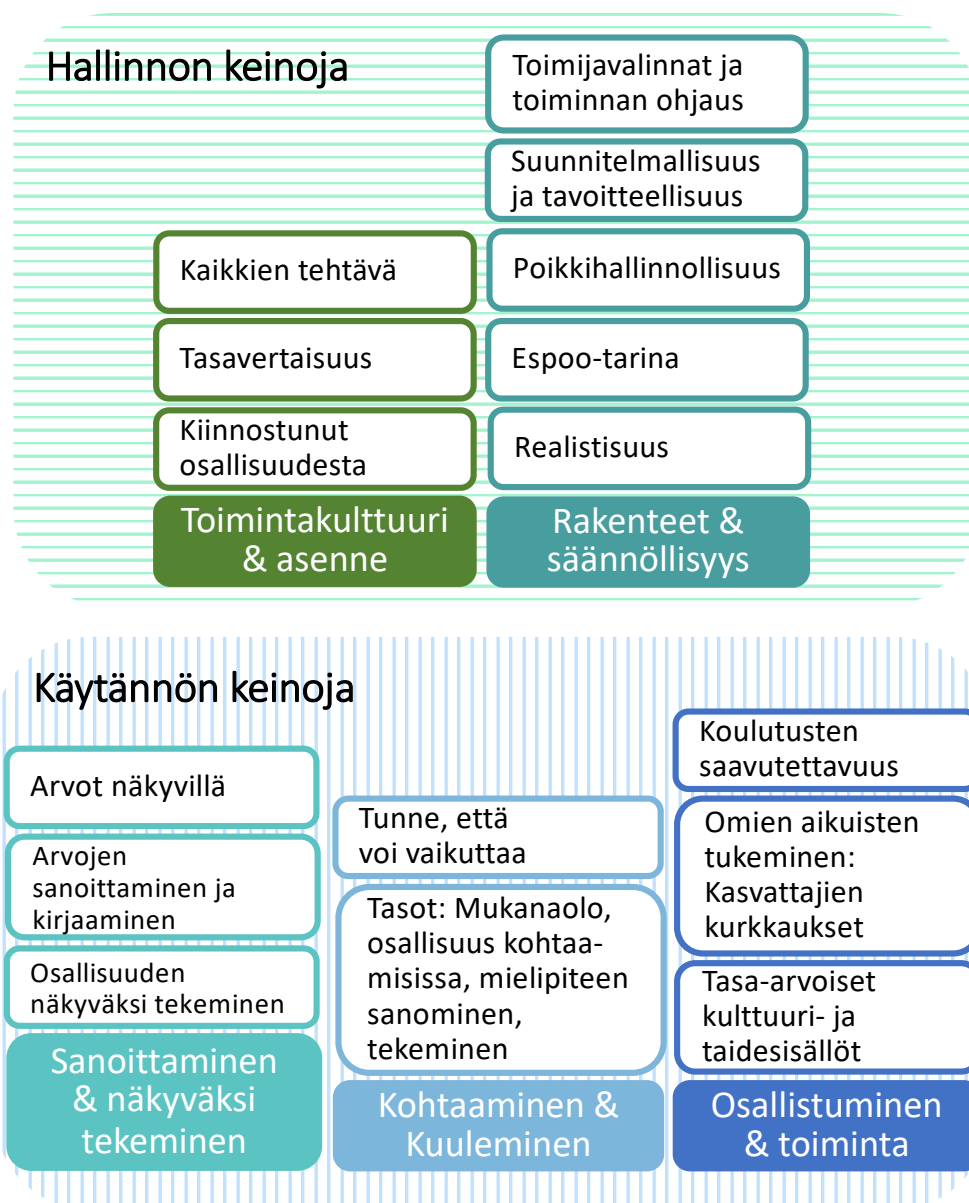 Hallinnon keinoja
Toimijavalinnat ja
toiminnan ohjaus
Suunnitelmallisuus
ja tavoitteellisuus
Kaikkien tehtävä
Poikkihallinnollisuus
Tasavertaisuus
Espoo-tarina
Kiinnostunut
osallisuudesta
Realistisuus
Toimintakulttuuri
& asenne
Rakenteet &
säännöllisyys
Käytännön keinoja
Arvot näkyvillä
Arvojen
sanoittaminen ja
kirjaaminen
Osallisuuden
näkyväksi tekeminen
Sanoittaminen
& näkyväksi
tekeminen
Tunne, että
voi vaikuttaa
Tasot: Mukanaolo,
osallisuus kohtaa-
misissa, mielipiteen
sanominen,
tekeminen
Kohtaaminen &
Kuuleminen
Koulutusten
saavutettavuus
Omien aikuisten
tukeminen:
Kasvattajien
kurkkaukset
Tasa-arvoiset
kulttuuri- ja
taidesisällöt
Osallistuminen
& toiminta